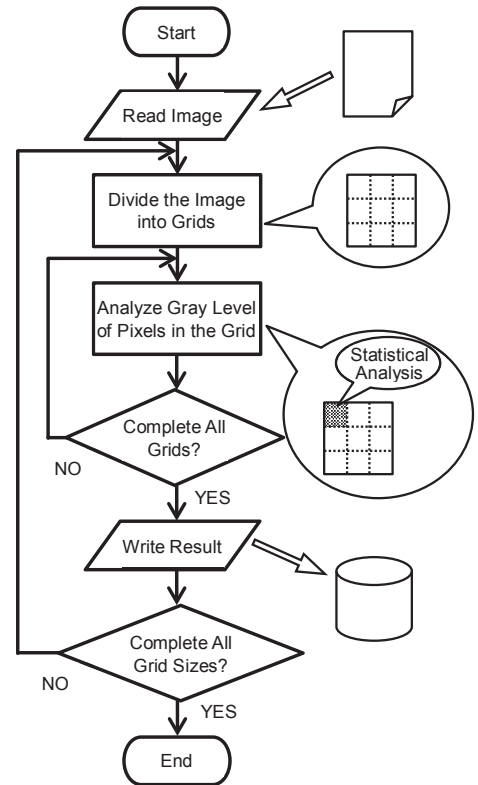 Start
Read Image
Divide the Image
into Grids
Analyze Gray Level
of Pixels in the Grid
Statistical
Analysis
Complete All
Grids?
NO
YES
Write Result
Complete All
Grid Sizes?
NO
YES
End